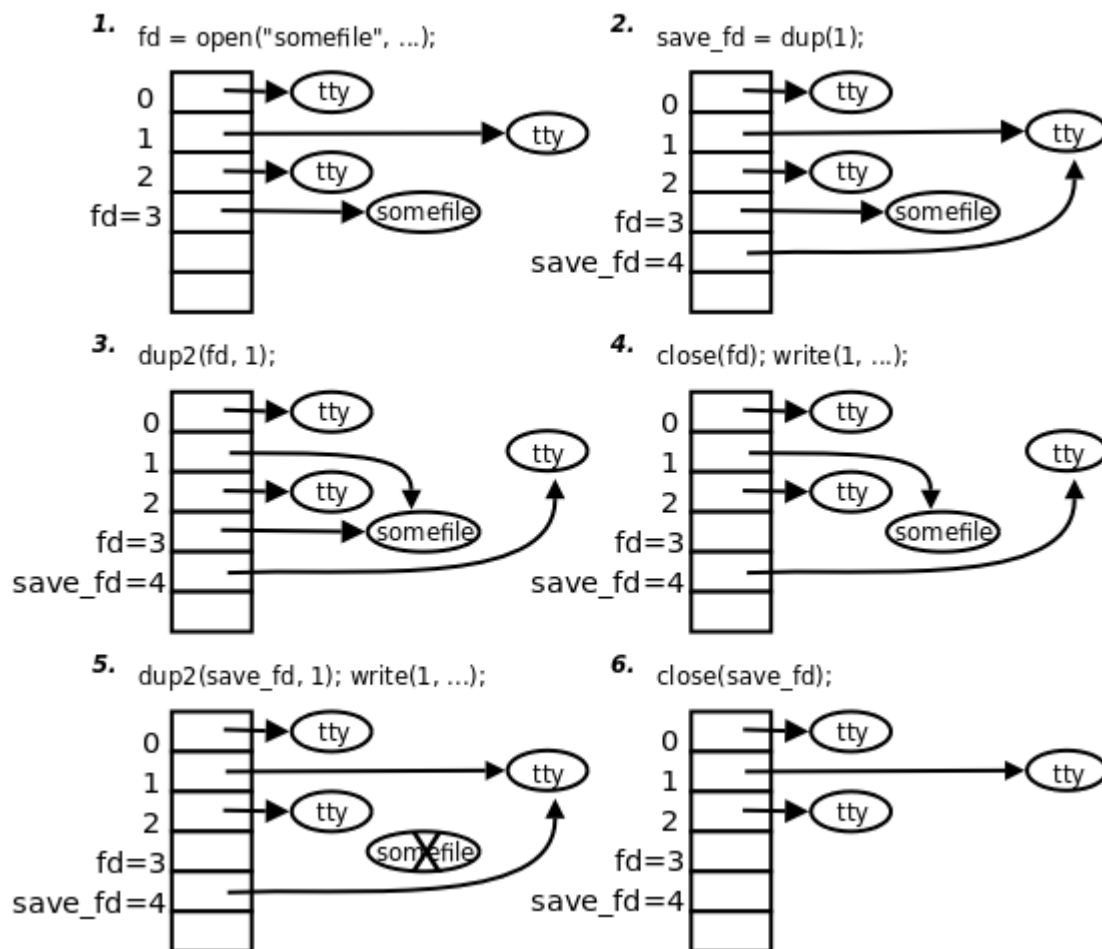 1. fd = open("somefile", ...);
0 tty
1 tty
2 tty
fd=3 somefile
2. save_fd = dup(1);
0 tty
1 tty
2 tty
fd=3 somefile
save_fd=4
3. dup2(fd, 1);
0 tty
1 tty
2 tty
fd=3 somefile
save_fd=4
4. close(fd); write(1, ...);
0 tty
1 tty
2 tty
fd=3 somefile
save_fd=4
5. dup2(save_fd, 1); write(1, ...);
0 tty
1 tty
2 tty
fd=3 somefile
save_fd=4
6. close(save_fd);
0 tty
1 tty
2 tty
fd=3
save_fd=4